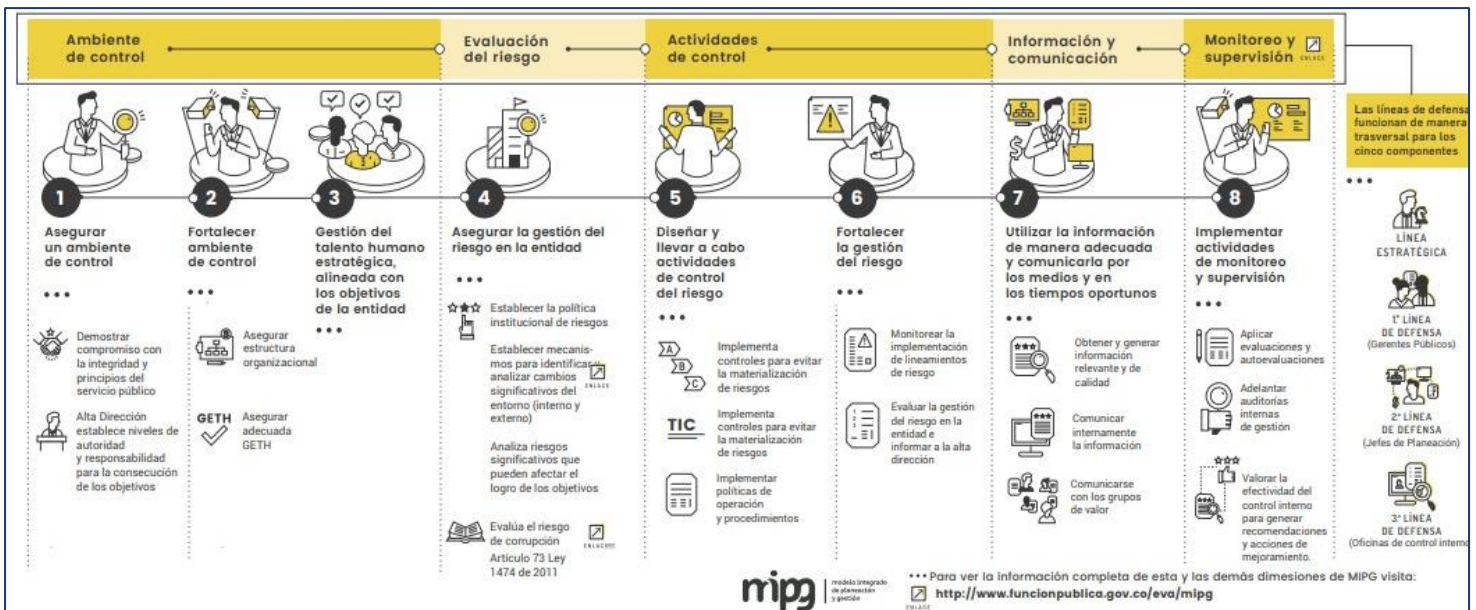 Ambiente
de control
Evaluación
del riesgo
Actividades
de control
Información y
comunicación
Monitoreo y
supervisión
ENLACE
Las líneas de defensa
funcionan de manera
trasversal para los
cinco componentes
1
Asegurar
un ambiente
de control
Demostrar
compromiso con
la integridad y
principios del
servicio público
Alta Dirección
establece niveles de
autoridad
y responsabilidad
para la consecución
de los objetivos
2
Fortalecer
ambiente
de control
Asegurar
estructura
organizacional
GETH
Asegurar
adecuada
GETH
3
Gestión del
talento humano
estratégica,
alineada con
los objetivos
de la entidad
4
Asegurar la gestión del
riesgo en la entidad
Establecer la política
institucional de riesgos
Establecer mecanis-
mos para identificar y
analizar cambios
significativos del
entorno (interno y
externo)
ENLACE
Analiza riesgos
significativos que
pueden afectar el
logro de los objetivos
Evalúa el riesgo
de corrupción
Artículo 73 Ley
1474 de 2011
ENLACE
5
Diseñar y
llevar a cabo
actividades
de control
del riesgo
A
B
C
Implementa
controles para evitar
la materialización
de riesgos
TIC
Implementa
controles para evitar
la materialización
de riesgos
Implementar
políticas de
operación
y procedimientos
6
Fortalecer
la gestión
del riesgo
Monitorear la
implementación
de lineamientos
de riesgo
Evaluar la gestión
del riesgo en la
entidad e
informar a la alta
dirección
7
Utilizar la información
de manera adecuada
y comunicarla por
los medios y en
los tiempos oportunos
Obtener y generar
información
relevante y de
calidad
Comunicar
internamente
la información
Comunicarse
con los grupos
de valor
8
Implementar
actividades
de monitoreo
y supervisión
Aplicar
evaluaciones y
autoevaluaciones
Adelantar
auditorías
internas
de gestión
Valorar la
efectividad del
control interno
para generar
recomendaciones
y acciones de
mejoramiento.
LÍNEA
ESTRATÉGICA
1ª LÍNEA
DE DEFENSA
(Gerentes Públicos)
2ª LÍNEA
DE DEFENSA
(Jefes de Planeación)
3ª LÍNEA
DE DEFENSA
(Oficinas de control interno
mipg
modelo integrado
de planeación
y gestión
••• Para ver la información completa de esta y las demás dimesiones de MIPG visita:
http://www.funcionpublica.gov.co/eva/mipg
ENLACE